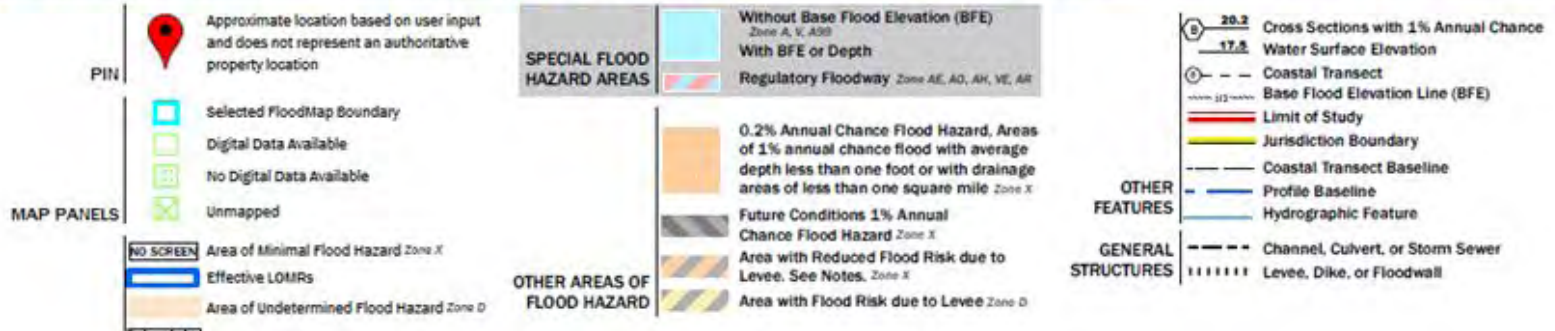 Approximate location based on user input
and does not represent an authoritative
property location
PIN
Selected FloodMap Boundary
Digital Data Available
No Digital Data Available
Unmapped
MAP PANELS
NO SCREEN Area of Minimal Flood Hazard Zone X
Effective LOMRs
Area of Undetermined Flood Hazard Zone D
SPECIAL FLOOD
HAZARD AREAS
Without Base Flood Elevation (BFE)
Zone A, V, A99
With BFE or Depth
Regulatory Floodway Zone AE, AO, AH, VE, AR
0.2% Annual Chance Flood Hazard, Areas
of 1% annual chance flood with average
depth less than one foot or with drainage
areas of less than one square mile Zone X
Future Conditions 1% Annual
Chance Flood Hazard Zone X
Area with Reduced Flood Risk due to
Levee. See Notes. Zone X
Area with Flood Risk due to Levee Zone D
OTHER AREAS OF
FLOOD HAZARD
B 20.2 Cross Sections with 1% Annual Chance
17.5 Water Surface Elevation
Coastal Transect
Base Flood Elevation Line (BFE)
Limit of Study
Jurisdiction Boundary
Coastal Transect Baseline
Profile Baseline
Hydrographic Feature
OTHER
FEATURES
Channel, Culvert, or Storm Sewer
Levee, Dike, or Floodwall
GENERAL
STRUCTURES